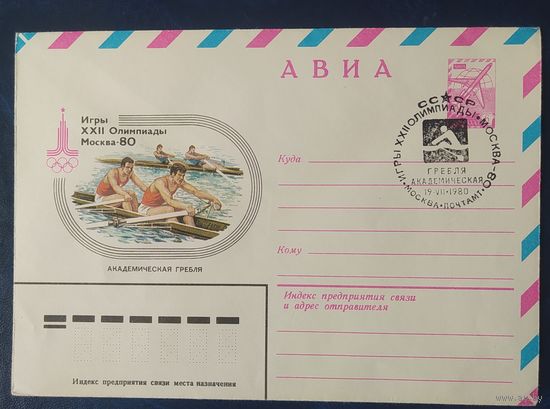 АВИА
Игры
XXII Олимпиады
Москва-80
АКАДЕМИЧЕСКАЯ ГРЕБЛЯ
СССР
ИГРЫ XXII ОЛИМПИАДЫ • МОСКВА-80
ГРЕБЛЯ
АКАДЕМИЧЕСКАЯ
19 VII 1980
МОСКВА • ПОЧТАМТ
Куда
Кому
Индекс предприятия связи
и адрес отправителя
Индекс предприятия связи места назначения